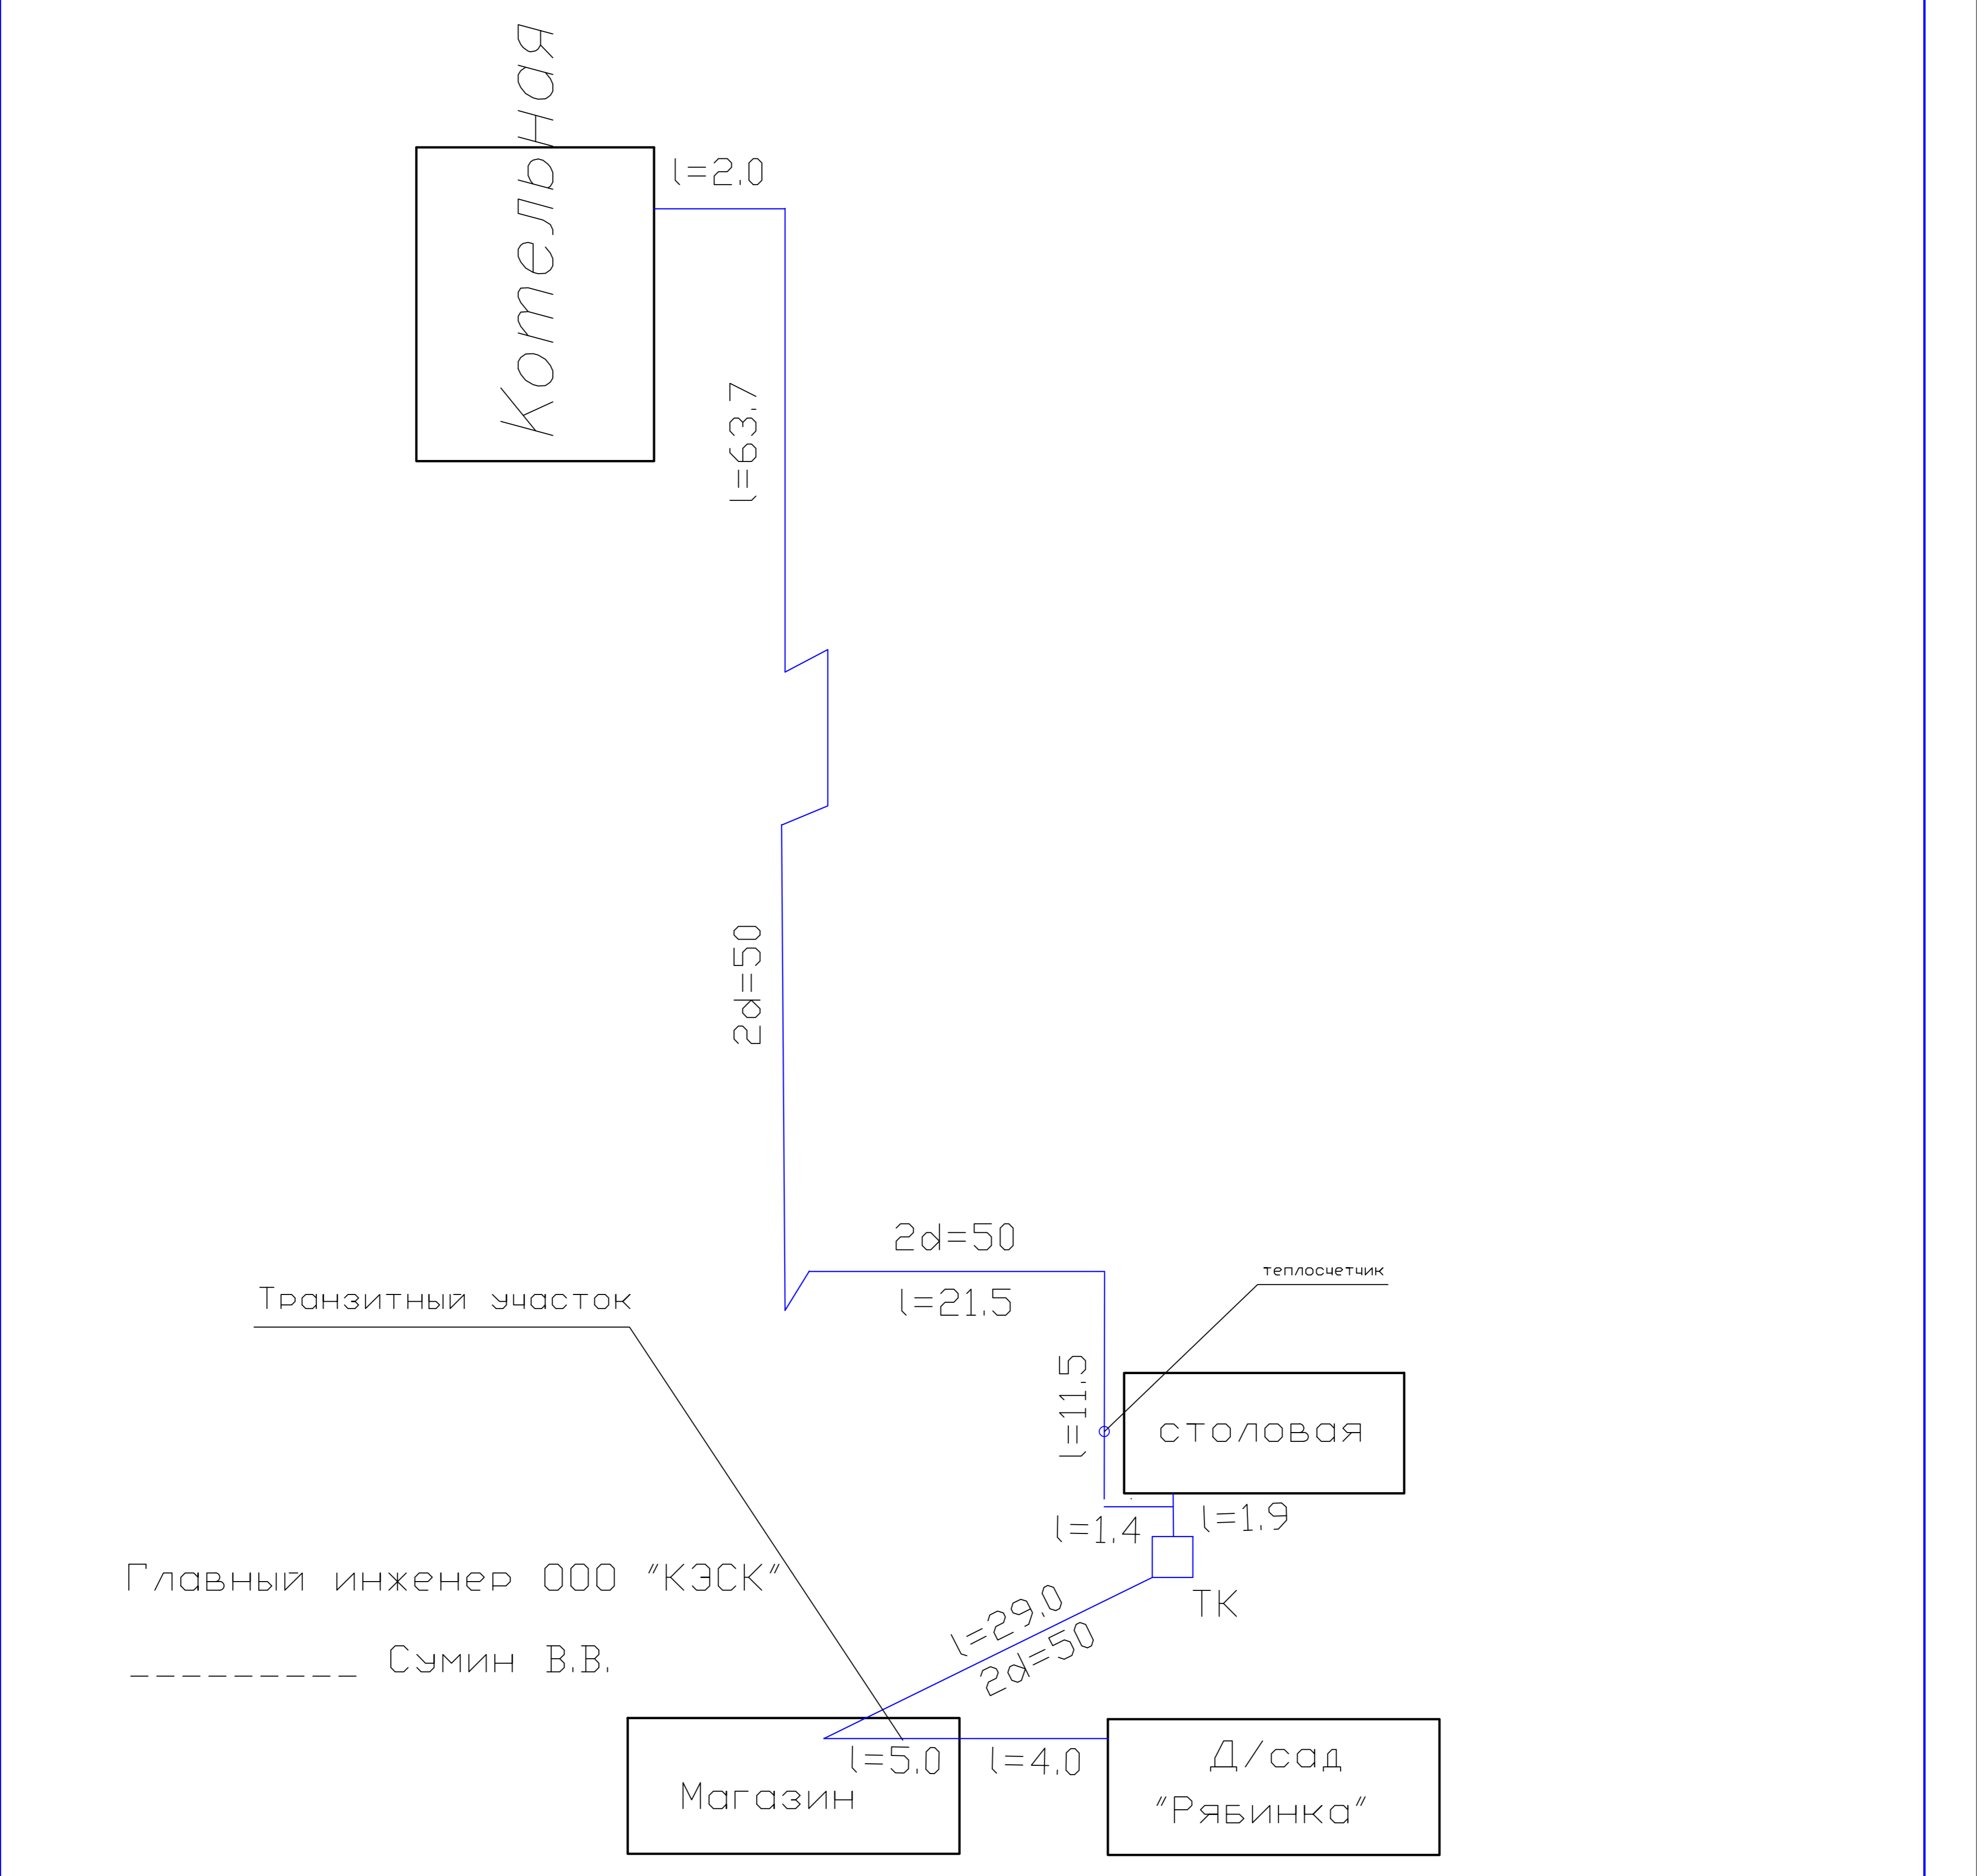 Котельная
l=2.0
l=63.7
2d=50
2d=50
l=21.5
теплосчетчик
Транзитный участок
l=11.5
столовая
l=1.4
l=1.9
ТК
Главный инженер ООО "КЭСК"
_________ Сумин В.В.
l=29.0
2d=50
l=5.0
l=4.0
Магазин
Д/сад
"Рябинка"